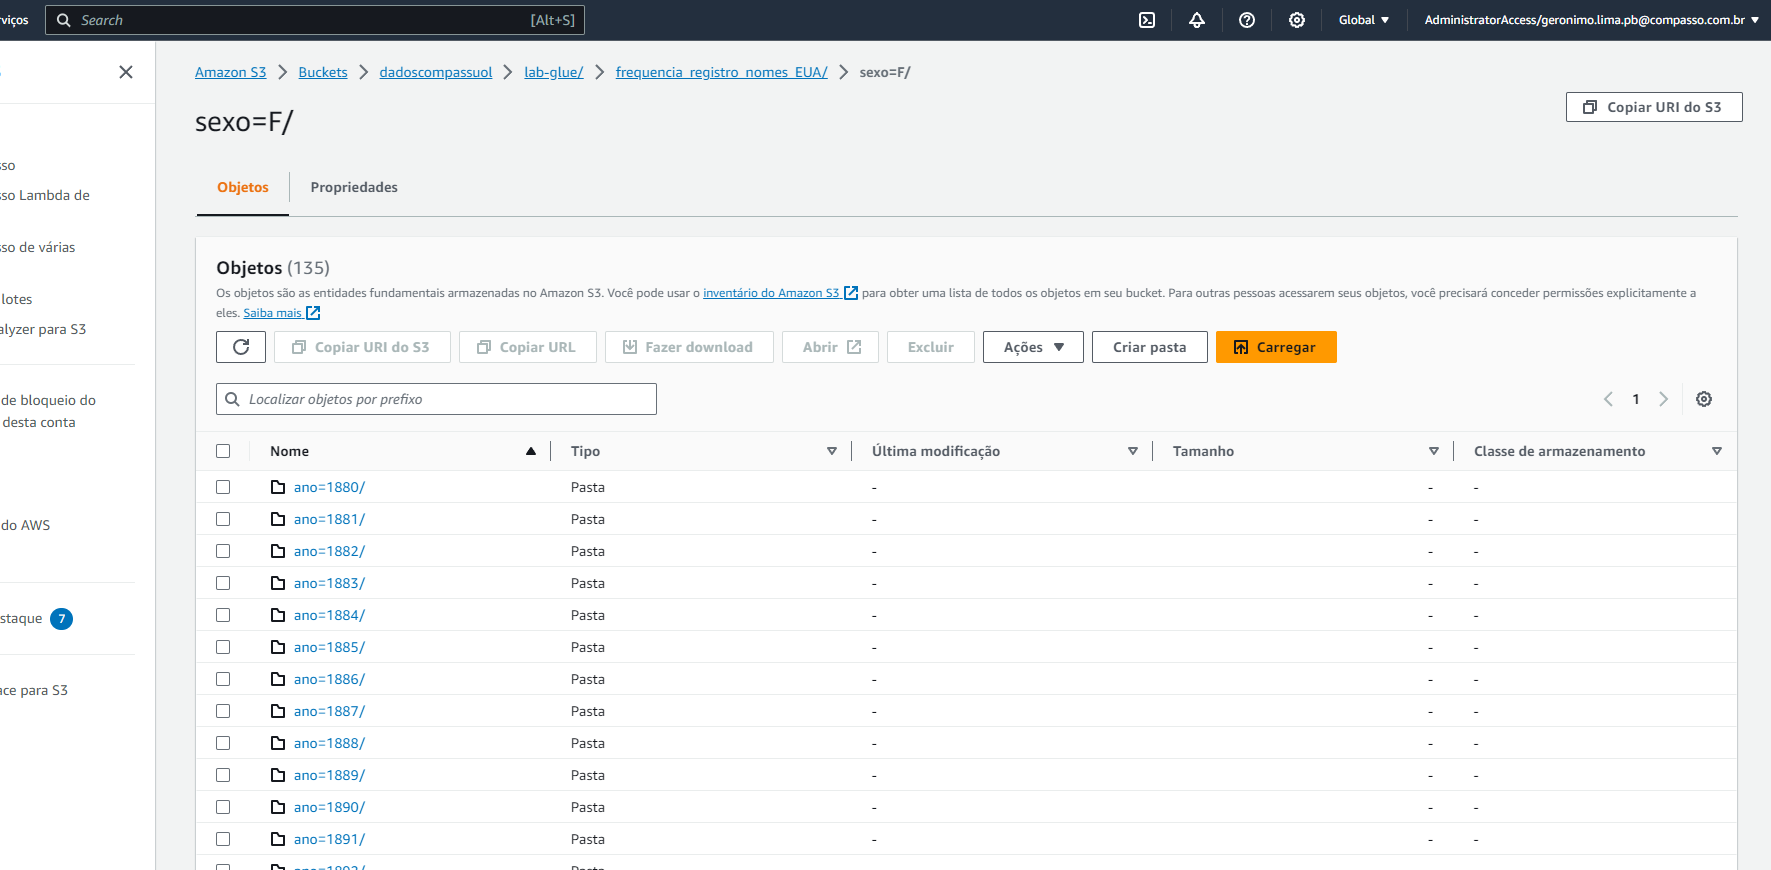 rviços Search [Alt+S] Global AdministratorAccess/geronimo.lima.pb@compasso.com.br
Amazon S3 Buckets dadoscompassuol lab-glue/ frequencia_registro_nomes_EUA/ sexo=F/
sexo=F/
Copiar URI do S3
sso
sso Lambda de
sso de várias
lotes
alyzer para S3
de bloqueio do
desta conta
do AWS
staque 7
ace para S3
Objetos Propriedades
Objetos (135)
Os objetos são as entidades fundamentais armazenadas no Amazon S3. Você pode usar o inventário do Amazon S3 para obter uma lista de todos os objetos em seu bucket. Para outras pessoas acessarem seus objetos, você precisará conceder permissões explicitamente a
eles. Saiba mais
Copiar URI do S3 Copiar URL Fazer download Abrir Excluir Ações Criar pasta Carregar
Localizar objetos por prefixo 1
Nome Tipo Última modificação Tamanho Classe de armazenamento
ano=1880/ Pasta - - -
ano=1881/ Pasta - - -
ano=1882/ Pasta - - -
ano=1883/ Pasta - - -
ano=1884/ Pasta - - -
ano=1885/ Pasta - - -
ano=1886/ Pasta - - -
ano=1887/ Pasta - - -
ano=1888/ Pasta - - -
ano=1889/ Pasta - - -
ano=1890/ Pasta - - -
ano=1891/ Pasta - - -